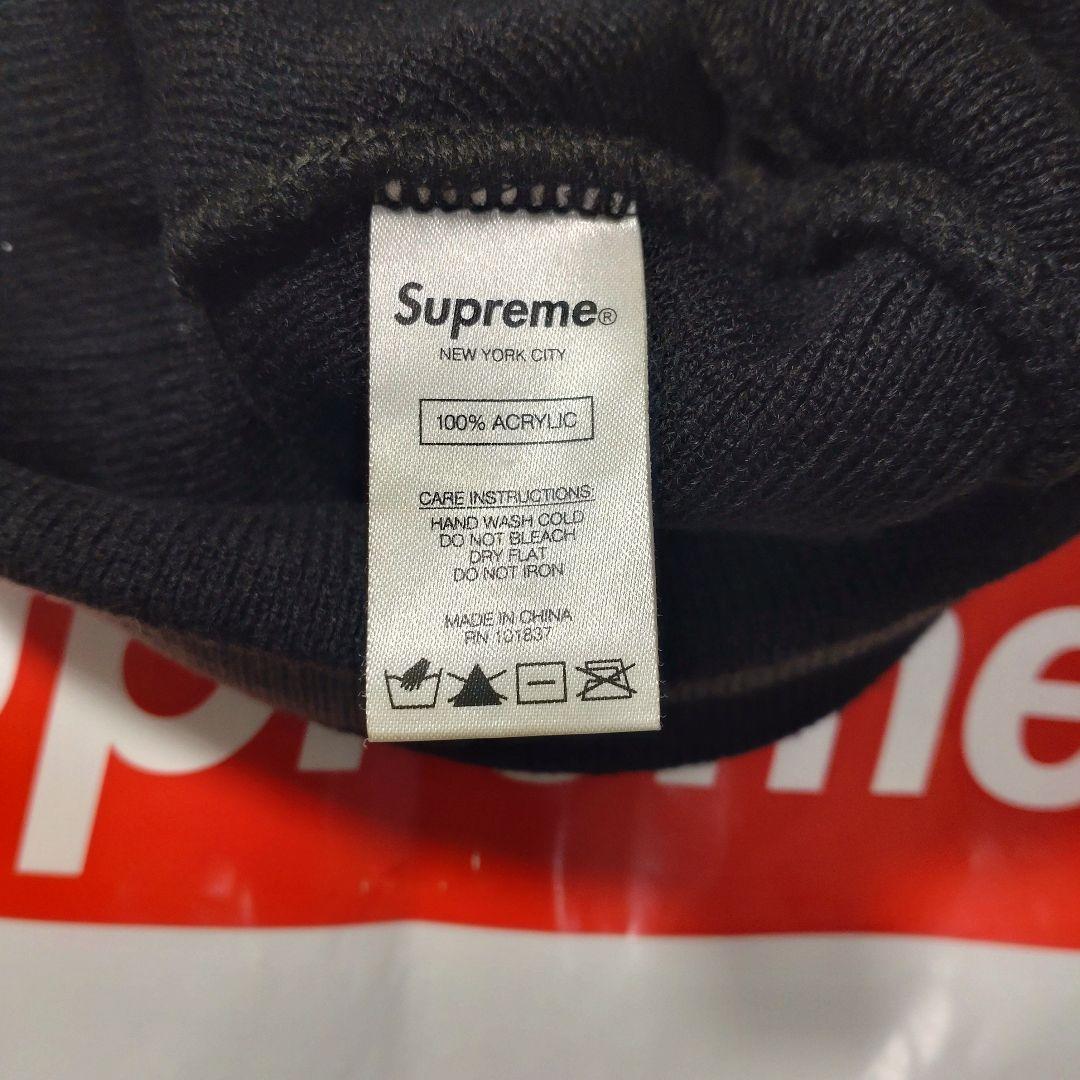 Supreme®
NEW YORK CITY
100% ACRYLIC
CARE INSTRUCTIONS:
HAND WASH COLD
DO NOT BLEACH
DRY FLAT
DO NOT IRON
MADE IN CHINA
RN 101837
preme